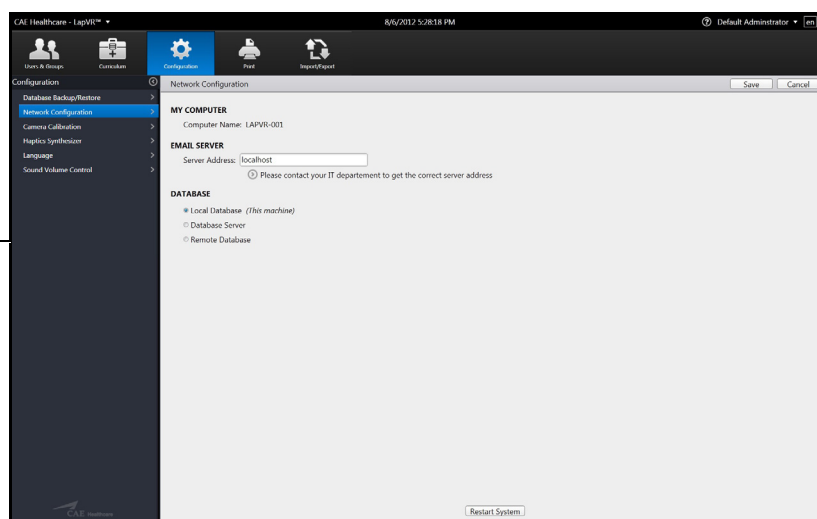 CAE Healthcare - LapVR™
8/6/2012 5:28:18 PM
Default Adminstrator
en
Users & Groups
Curriculum
Configuration
Print
Import/Export
Configuration
Database Backup/Restore
Network Configuration
Camera Calibration
Haptics Synthesizer
Language
Sound Volume Control
Network Configuration
Save
Cancel
MY COMPUTER
Computer Name: LAPVR-001
EMAIL SERVER
Server Address: localhost
Please contact your IT departement to get the correct server address
DATABASE
Local Database (This machine)
Database Server
Remote Database
Restart System
CAE Healthcare